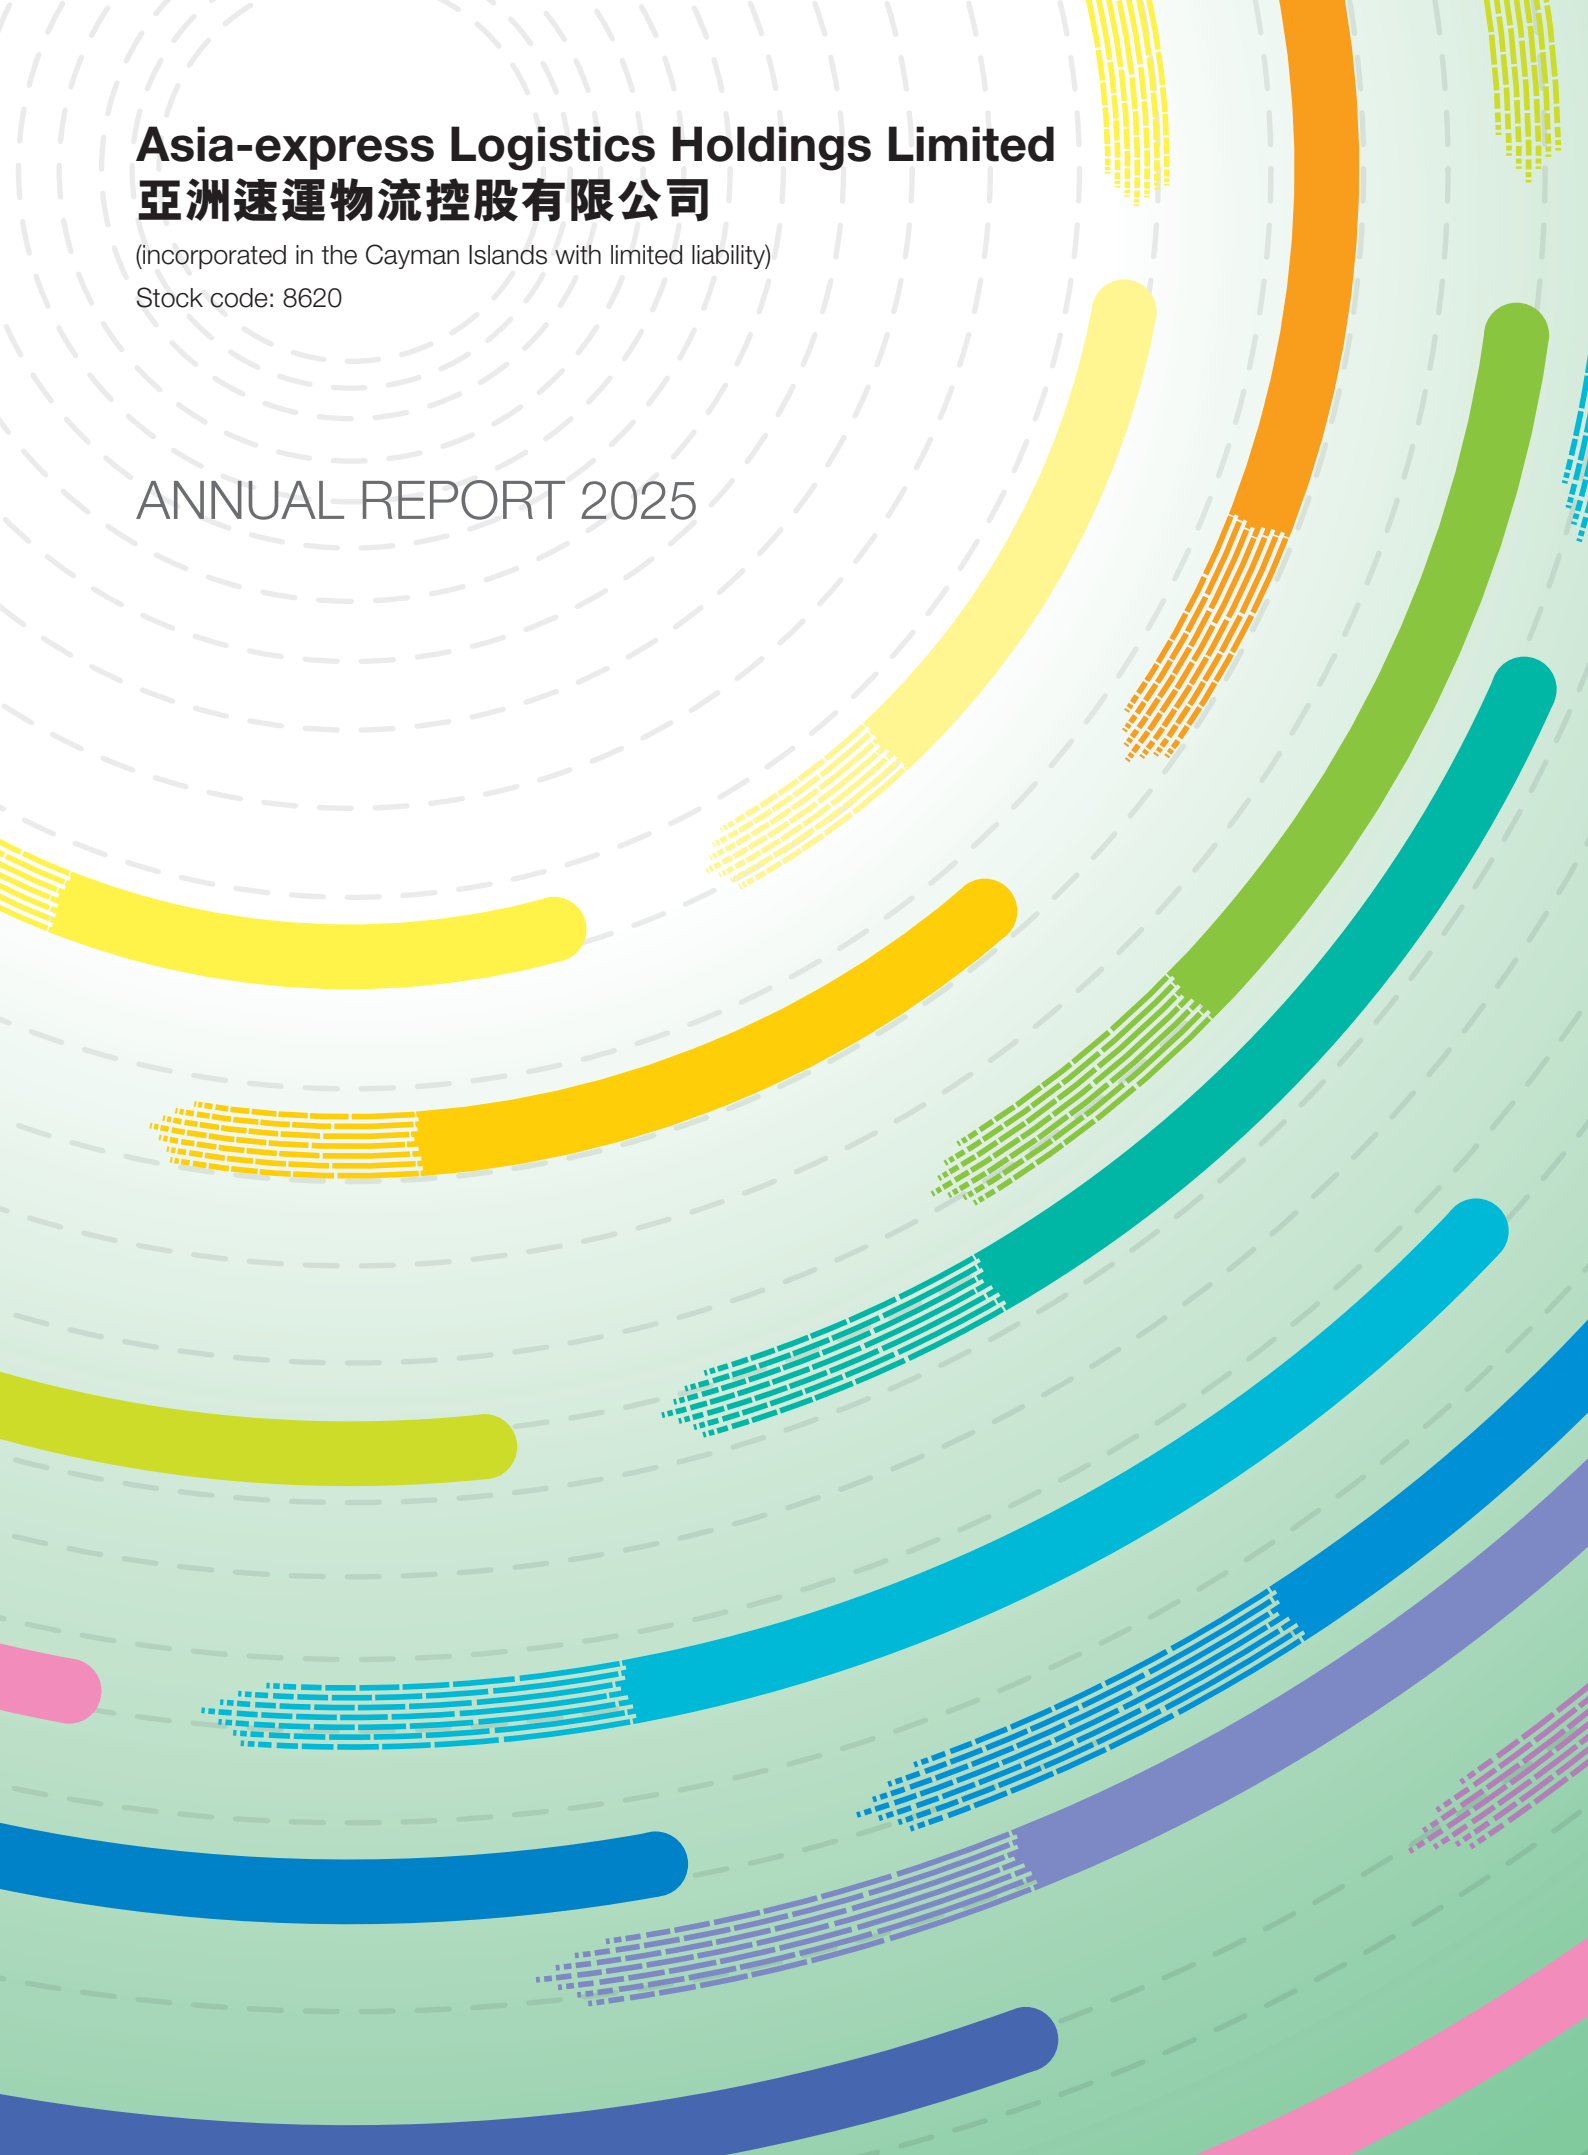 Asia-express Logistics Holdings Limited
亞洲速運物流控股有限公司
(incorporated in the Cayman Islands with limited liability)
Stock code: 8620
ANNUAL REPORT 2025